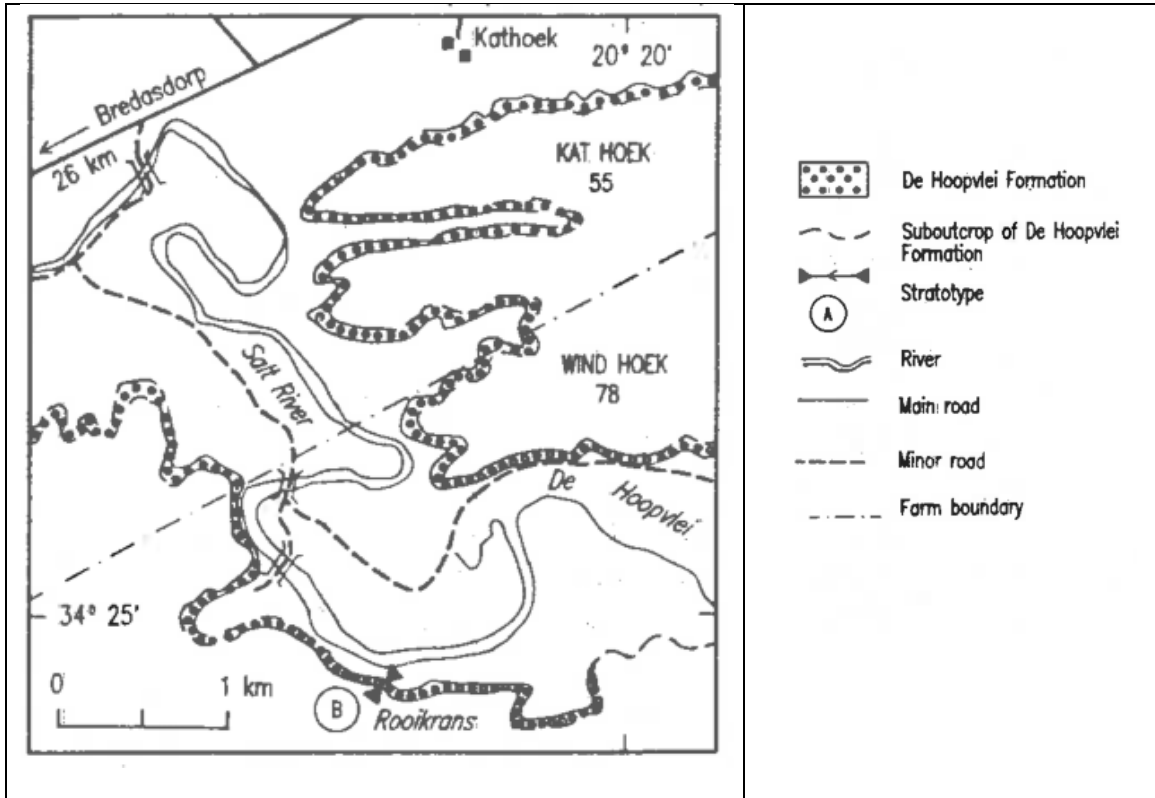 Kathoek
20° 20'
Bredasdorp
26 km
KAT HOEK
55
WIND HOEK
78
Salt River
De
Hoopvlei
34° 25'
0
1 km
B
Rooikrans
De Hoopvlei Formation
Suboutcrop of De Hoopvlei
Formation
Stratotype
A
River
Main road
Minor road
Farm boundary